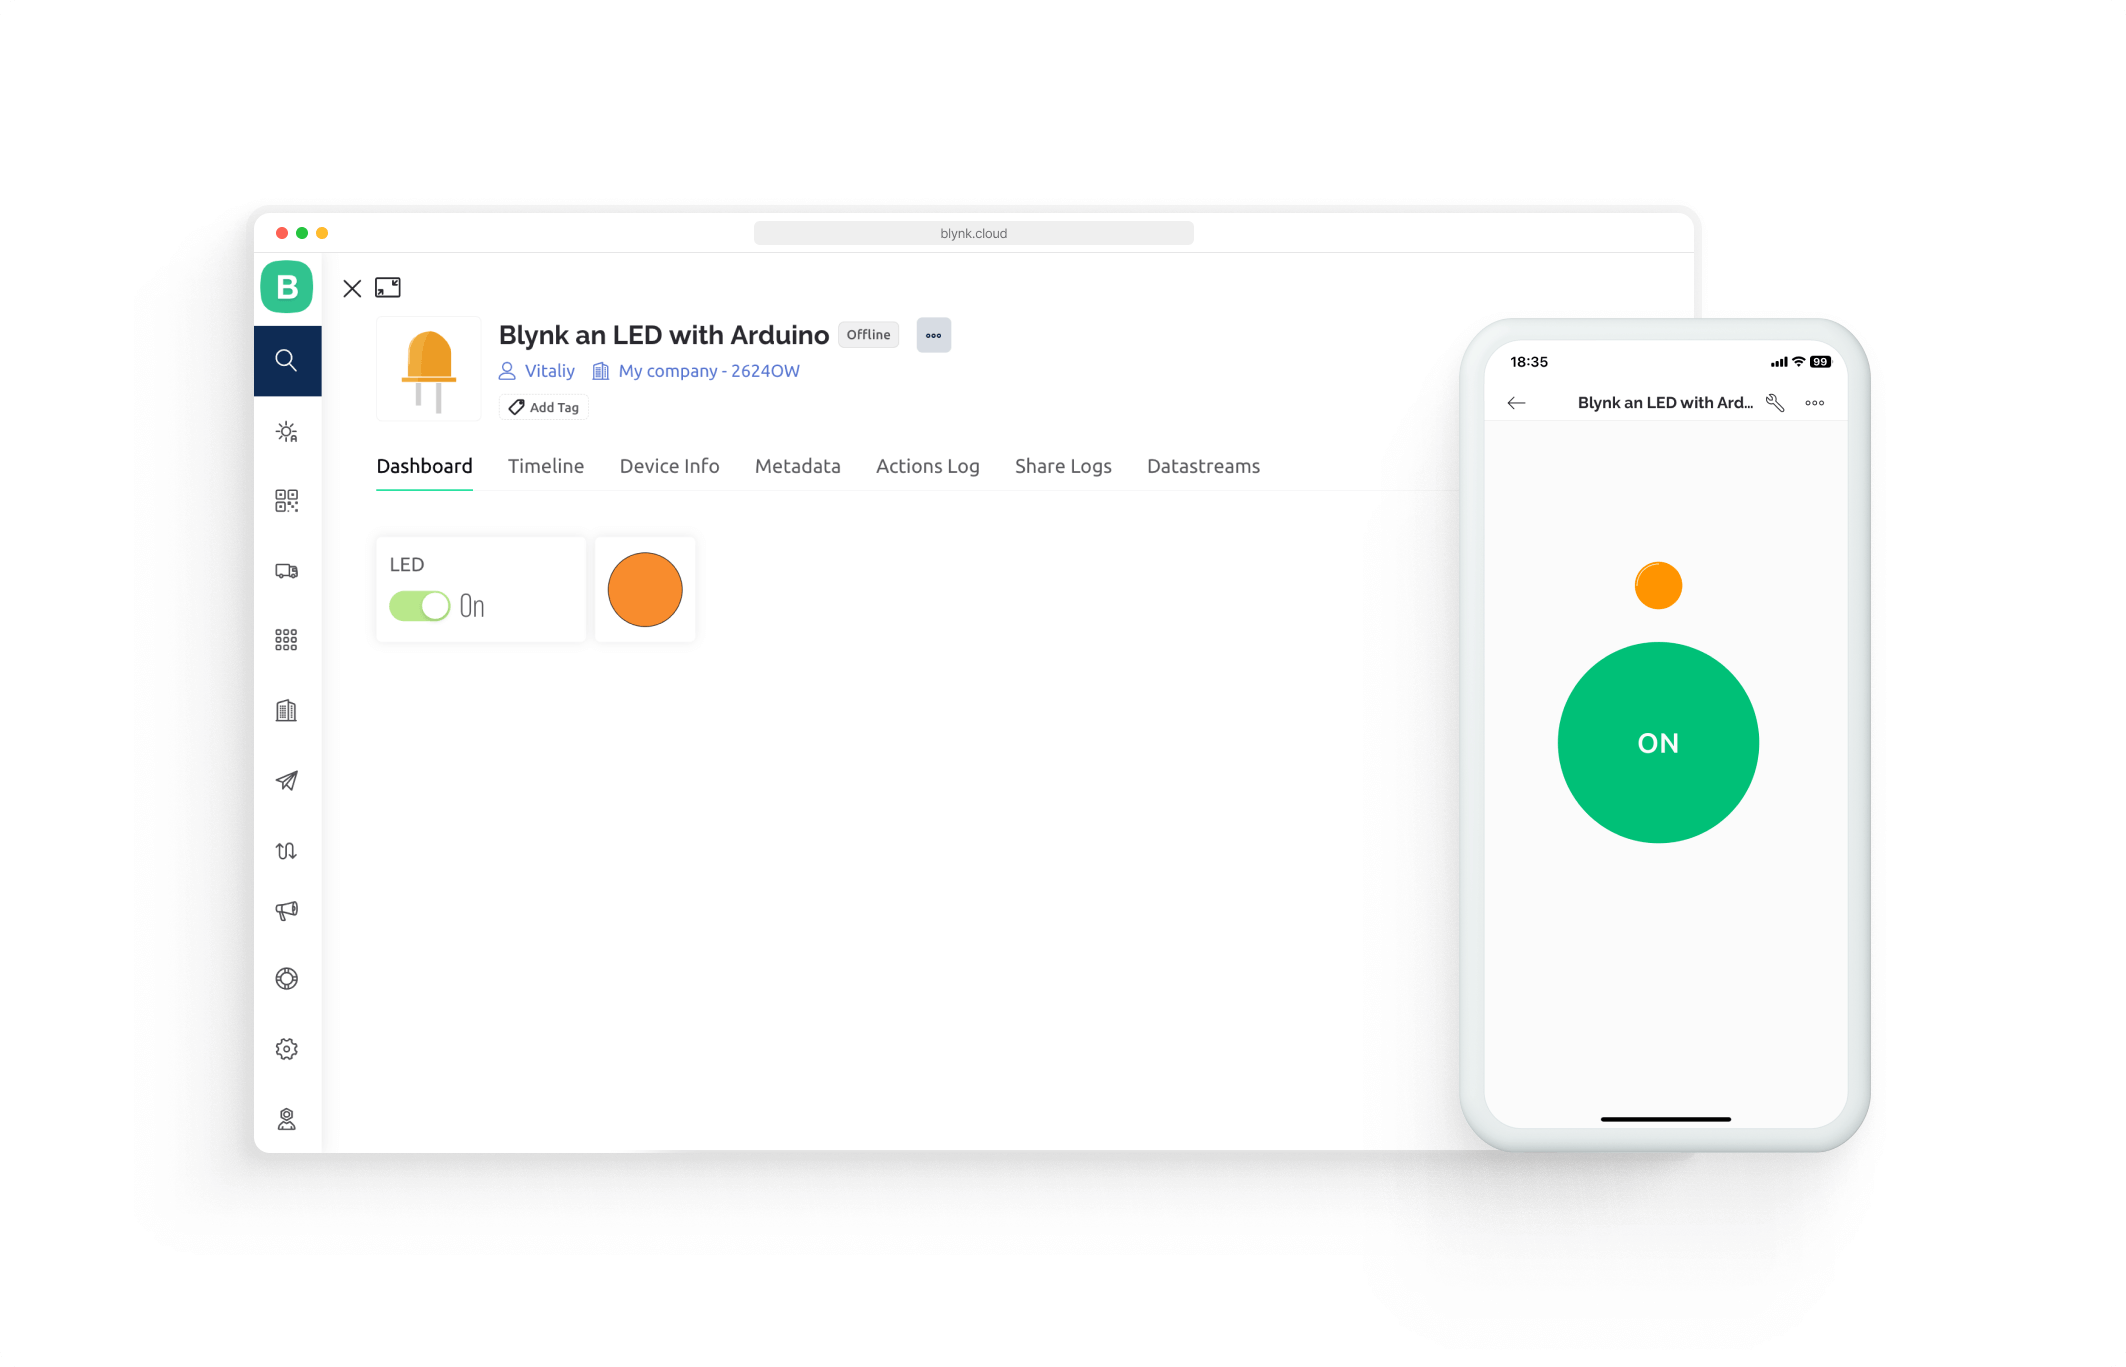 blynk.cloud
B
Blynk an LED with Arduino Offline
Vitaliy My company - 2624OW
Add Tag
Dashboard Timeline Device Info Metadata Actions Log Share Logs Datastreams
LED
On
18:35 99
Blynk an LED with Ard...
ON